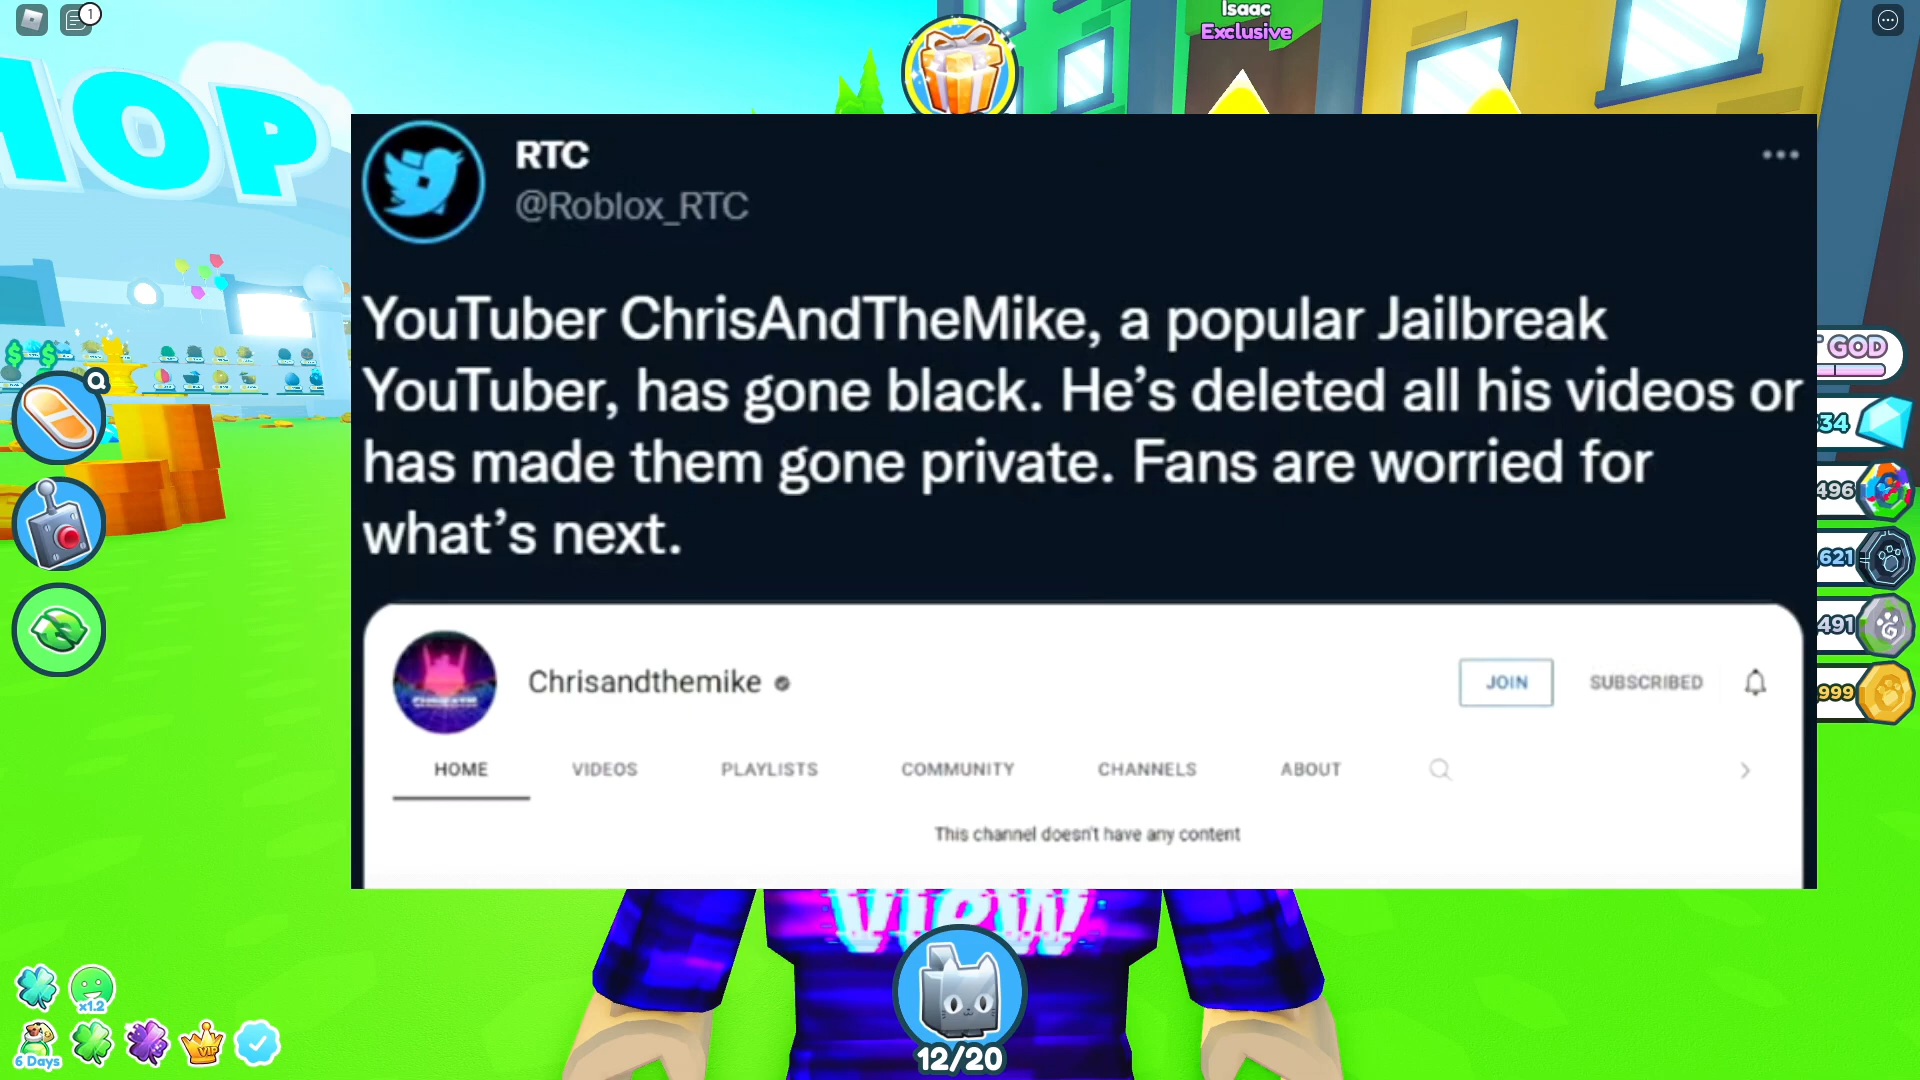 1
Isaac
Exclusive
HOP
RTC
@Roblox_RTC
YouTuber ChrisAndTheMike, a popular Jailbreak
YouTuber, has gone black. He's deleted all his videos or
has made them gone private. Fans are worried for
what's next.
Chrisandthemike
JOIN
SUBSCRIBED
HOME
VIDEOS
PLAYLISTS
COMMUNITY
CHANNELS
ABOUT
This channel doesn't have any content
GOD
34
496
621
491
999
VIEW
12/20
x1.2
6 Days
VIP